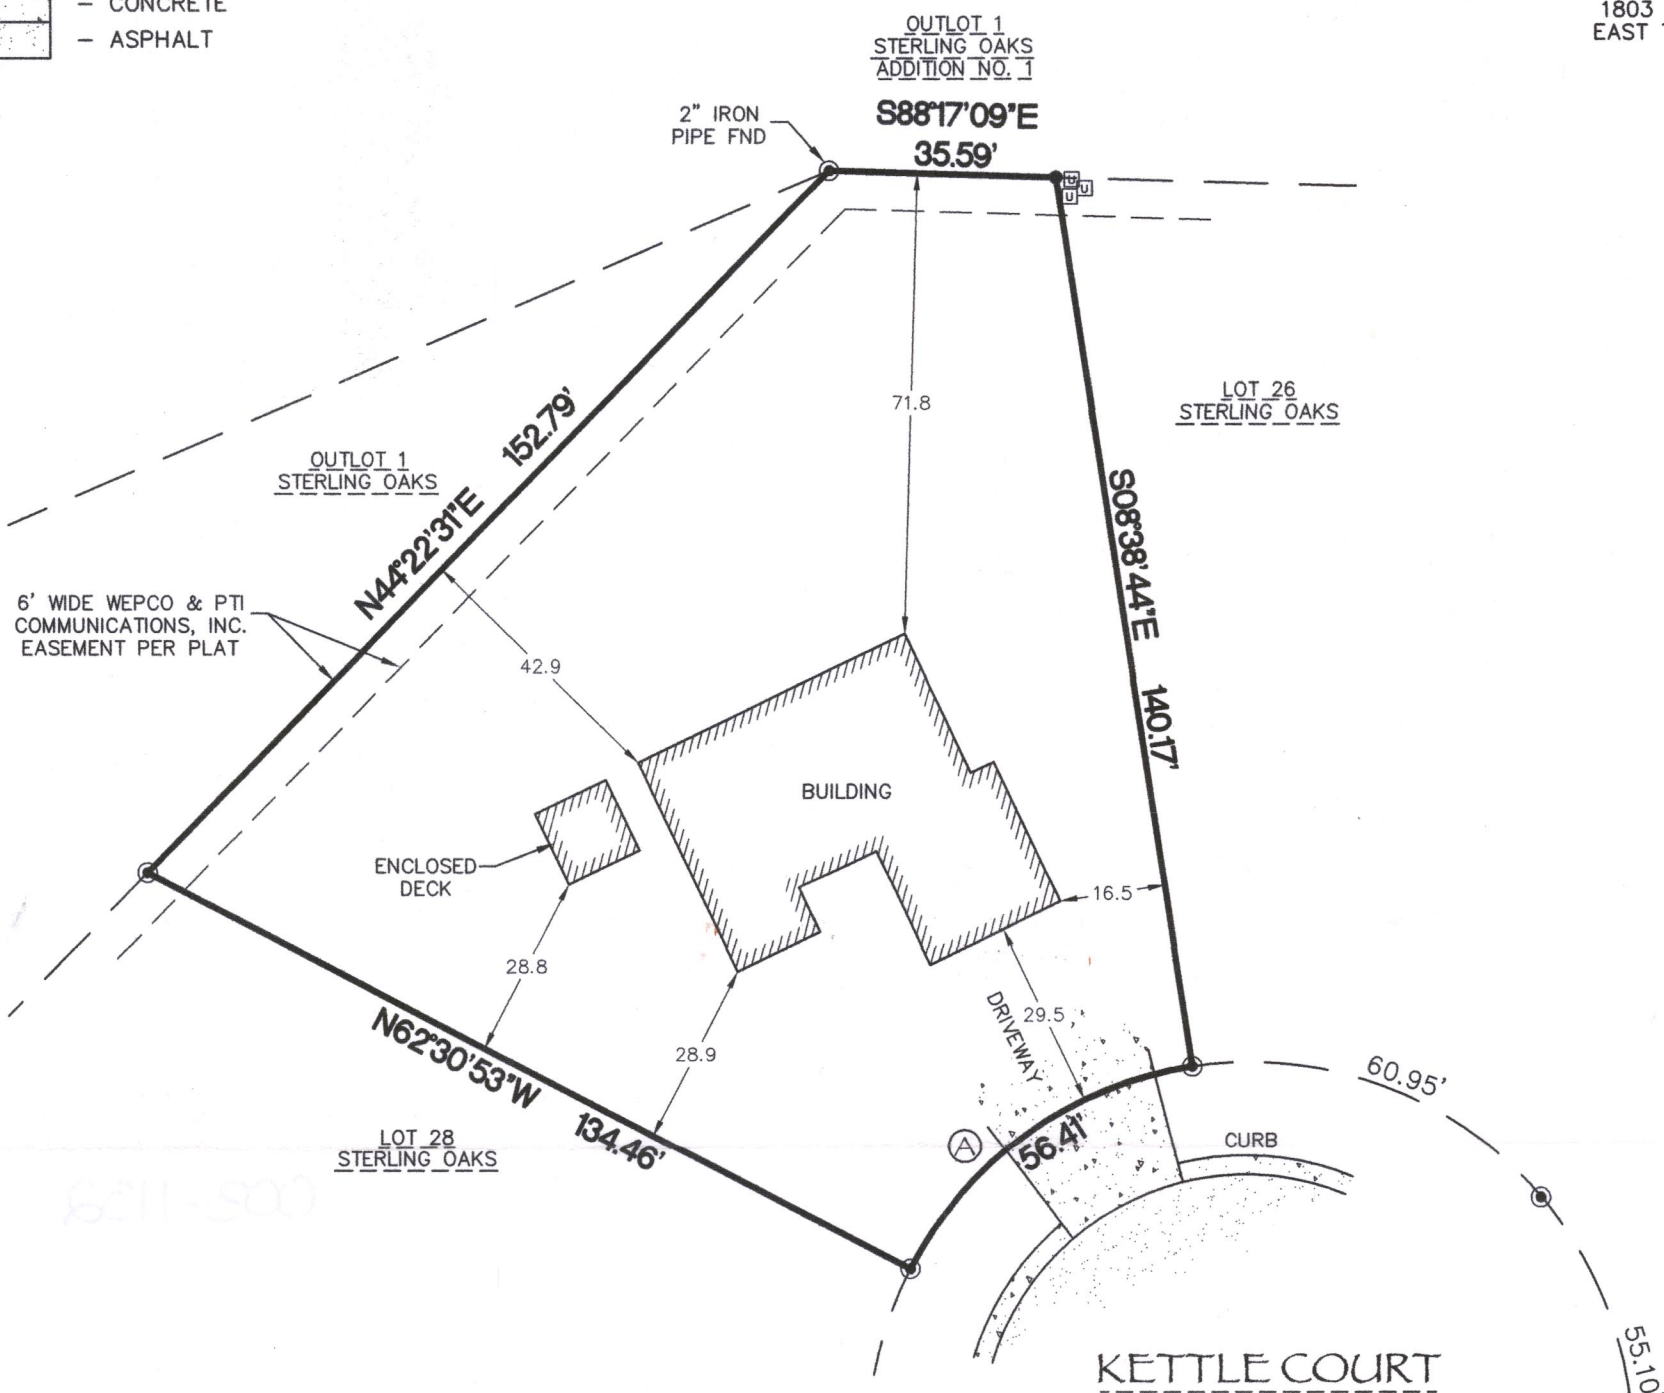 – CONCRETE
– ASPHALT
1803
EAST
OUTLOT 1
STERLING OAKS
ADDITION NO. 1
S88°17'09"E
35.59'
2" IRON
PIPE FND
U
U
U
71.8
LOT 26
STERLING OAKS
152.79'
OUTLOT 1
STERLING OAKS
N44°22'31"E
S08°38'44"E
140.17'
6' WIDE WEPCO & PTI
COMMUNICATIONS, INC.
EASEMENT PER PLAT
42.9
BUILDING
ENCLOSED
DECK
16.5
28.8
28.9
DRIVEWAY
29.5
N62°30'53"W
134.46'
LOT 28
STERLING OAKS
A
56.41'
60.95'
CURB
KETTLE COURT
55.10